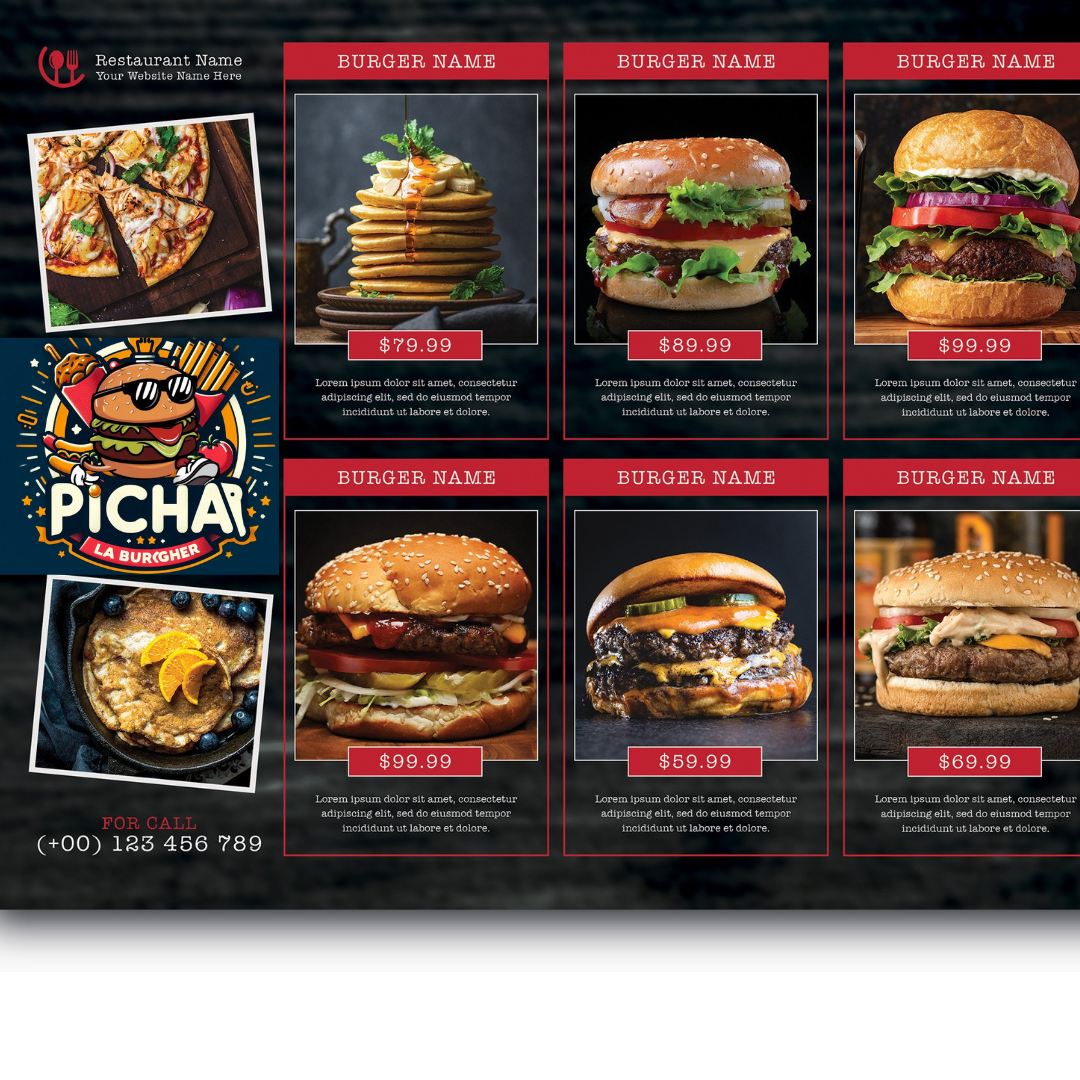 Restaurant Name
Your Website Name Here
PiCHAI
LA BURGHER
FOR CALL
(+00) 123 456 789
BURGER NAME
$79.99
Lorem ipsum dolor sit amet, consectetur
adipiscing elit, sed do eiusmod tempor
incididunt ut labore et dolore.
BURGER NAME
$89.99
Lorem ipsum dolor sit amet, consectetur
adipiscing elit, sed do eiusmod tempor
incididunt ut labore et dolore.
BURGER NAME
$99.99
Lorem ipsum dolor sit amet, consectetur
adipiscing elit, sed do eiusmod tempor
incididunt ut labore et dolore.
BURGER NAME
$99.99
Lorem ipsum dolor sit amet, consectetur
adipiscing elit, sed do eiusmod tempor
incididunt ut labore et dolore.
BURGER NAME
$59.99
Lorem ipsum dolor sit amet, consectetur
adipiscing elit, sed do eiusmod tempor
incididunt ut labore et dolore.
BURGER NAME
$69.99
Lorem ipsum dolor sit amet, consectetur
adipiscing elit, sed do eiusmod tempor
incididunt ut labore et dolore.